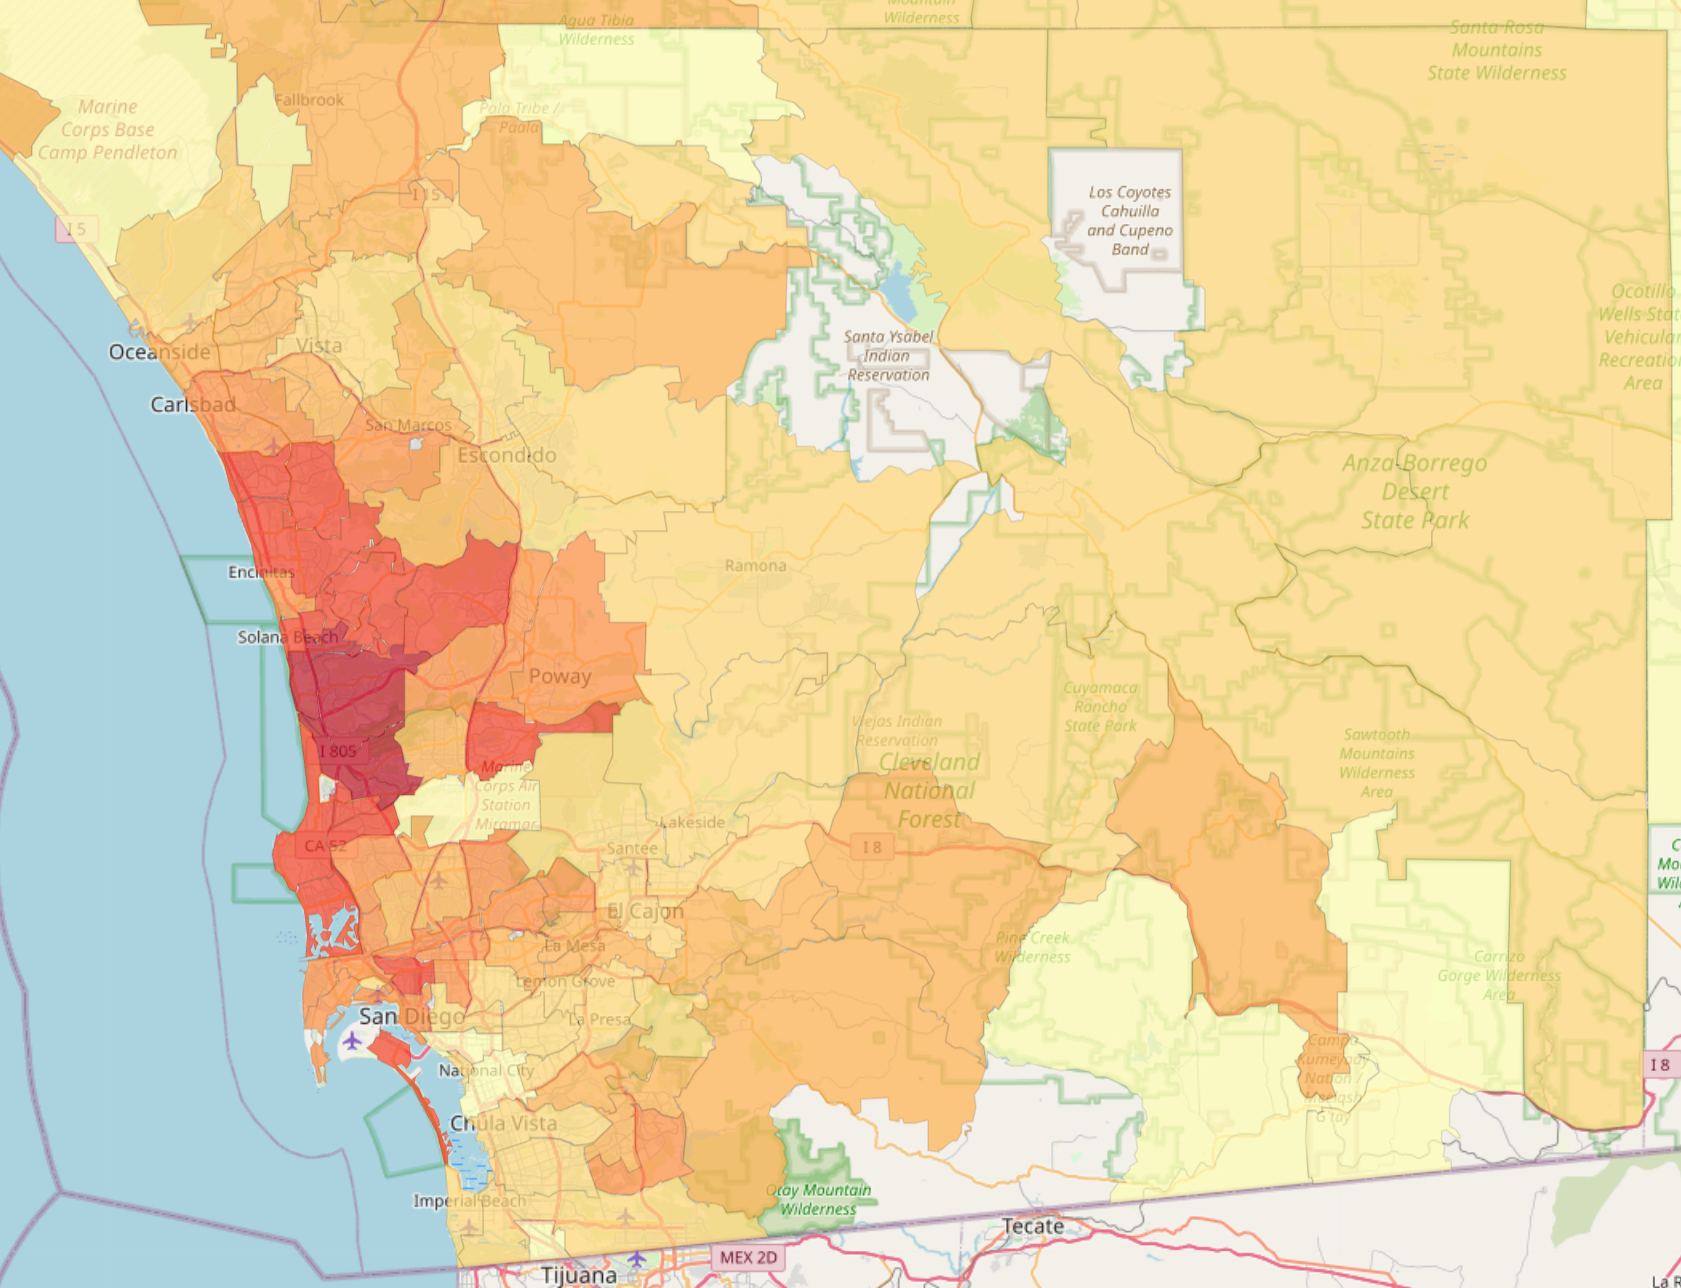 Mountain
Wilderness
Agua Tibia
Wilderness
Santa Rosa
Mountains
State Wilderness
Marine
Corps Base
Camp Pendleton
Fallbrook
Pala Tribe /
Paala
I 15
I 5
Los Coyotes
Cahuilla
and Cupeno
Band
Ocotillo
Wells Stat
Vehicular
Recreation
Area
Oceanside
Vista
Santa Ysabel
Indian
Reservation
Carlsbad
San Marcos
Escondido
Anza-Borrego
Desert
State Park
Encinitas
Ramona
Solana Beach
Poway
Cuyamaca
Rancho
State Park
Viejas Indian
Reservation
Sawtooth
Mountains
Wilderness
Area
I 805
Cleveland
National
Forest
Marine
Corps Air
Station
Miramar
Lakeside
CA 52
Santee
I 8
C
Mo
Wil
El Cajon
La Mesa
Pine Creek
Wilderness
Carrizo
Gorge Wilderness
Area
Lemon Grove
San Diego
La Presa
Campo
Kumeyaay
Nation
I 8
National City
Chula Vista
Imperial Beach
Otay Mountain
Wilderness
Tecate
MEX 2D
Tijuana
La R